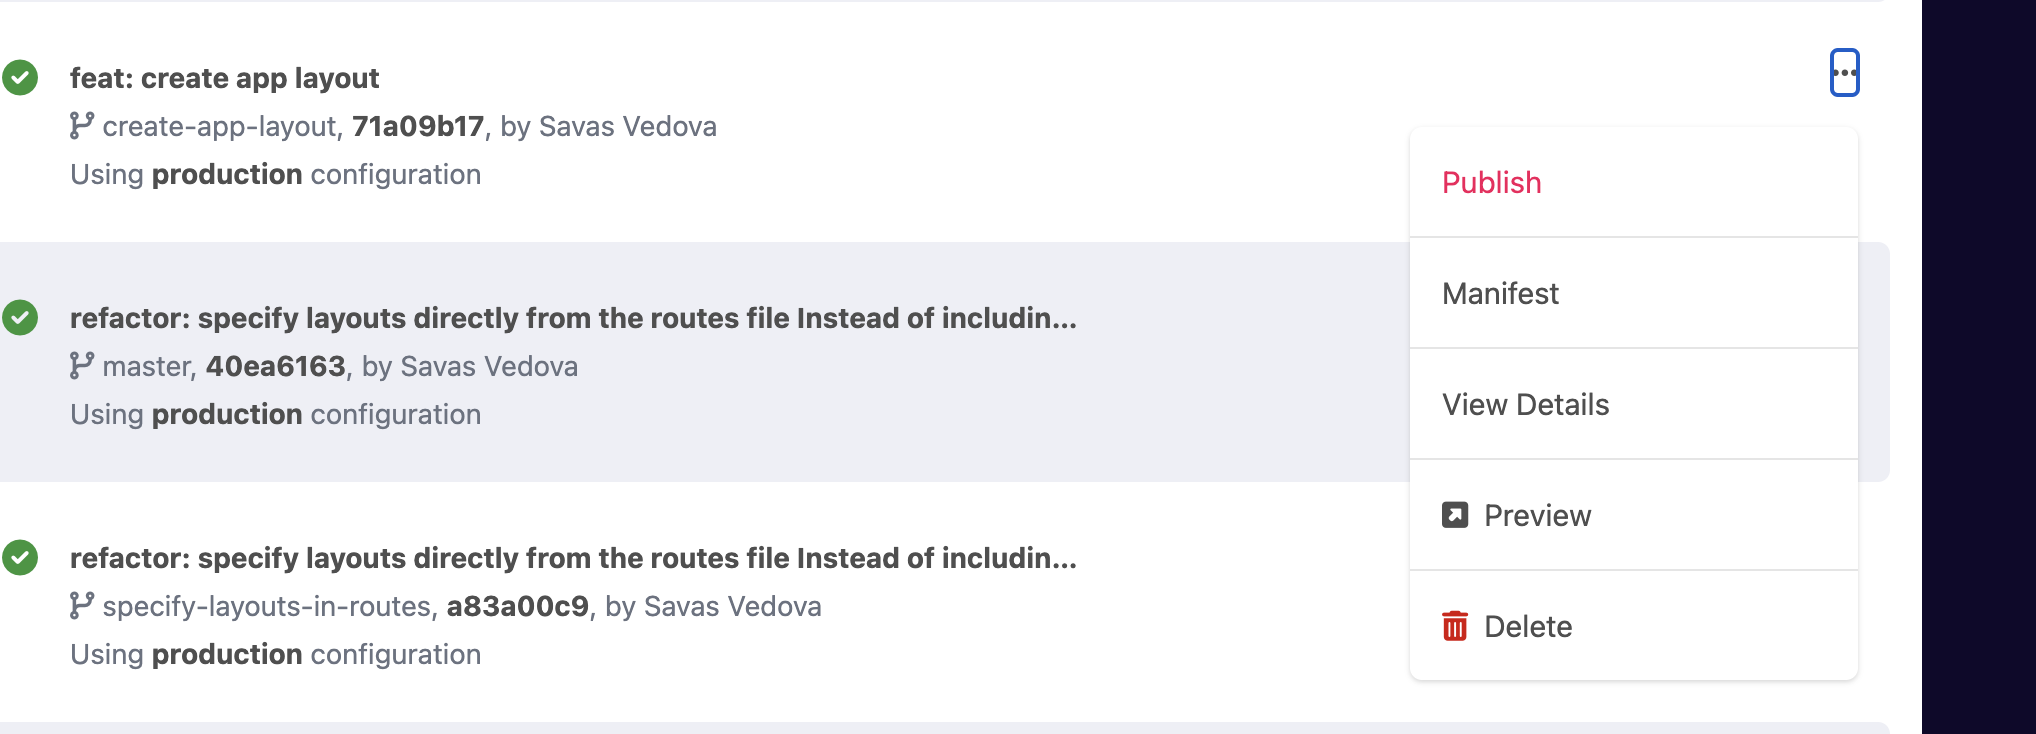 feat: create app layout
create-app-layout, 71a09b17, by Savas Vedova
Using production configuration
refactor: specify layouts directly from the routes file Instead of includin...
master, 40ea6163, by Savas Vedova
Using production configuration
refactor: specify layouts directly from the routes file Instead of includin...
specify-layouts-in-routes, a83a00c9, by Savas Vedova
Using production configuration
Publish
Manifest
View Details
Preview
Delete